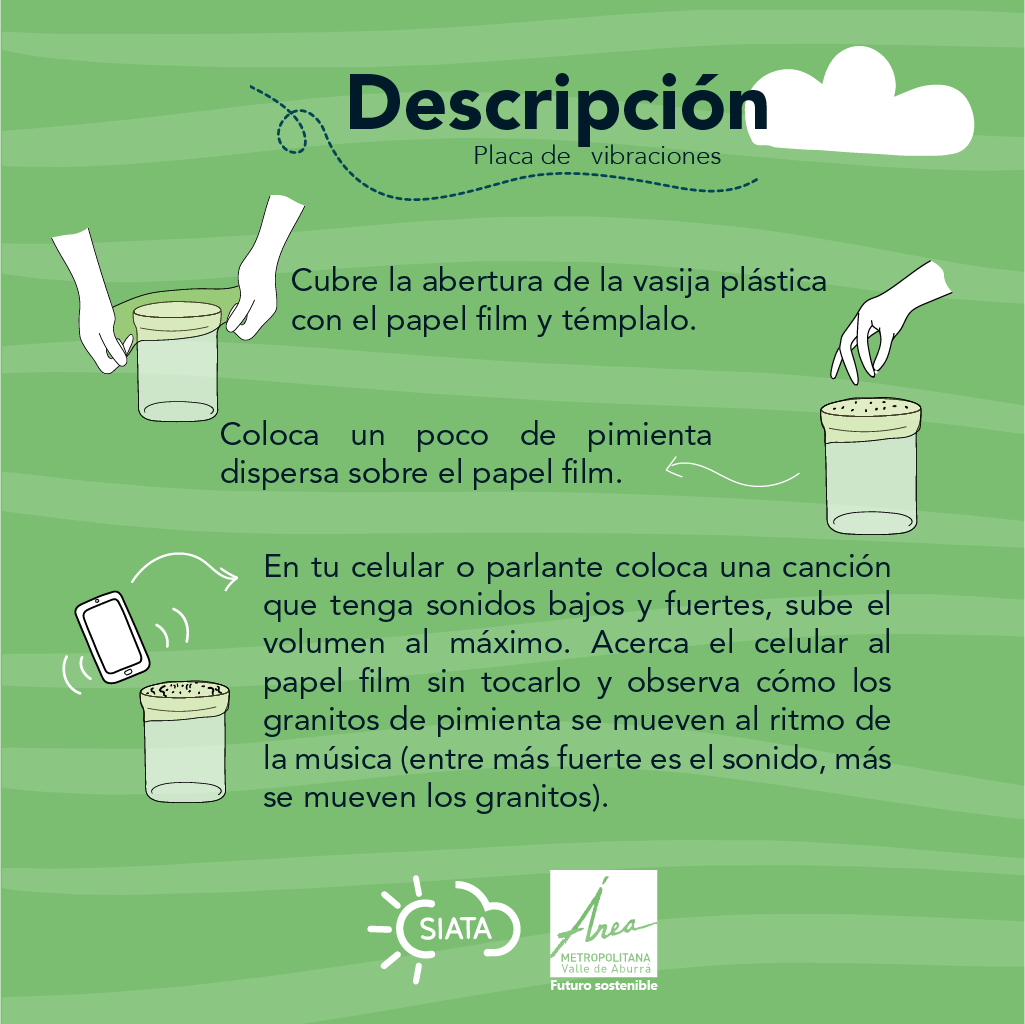 Descripción
Placa de vibraciones
Cubre la abertura de la vasija plástica
con el papel film y témplalo.
Coloca un poco de pimienta
dispersa sobre el papel film.
En tu celular o parlante coloca una canción
que tenga sonidos bajos y fuertes, sube el
volumen al máximo. Acerca el celular al
papel film sin tocarlo y observa cómo los
granitos de pimienta se mueven al ritmo de
la música (entre más fuerte es el sonido, más
se mueven los granitos).
SIATA
Área
METROPOLITANA
Valle de Aburrá
Futuro sostenible